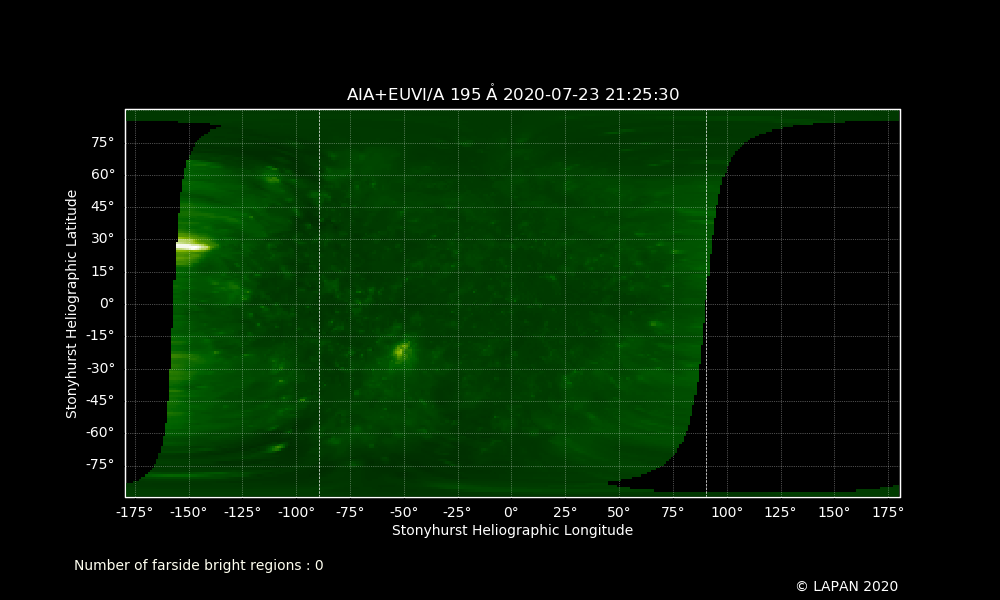 AIA+EUVI/A 195 Å 2020-07-23 21:25:30
75°
60°
45°
30°
15°
0°
-15°
-30°
-45°
-60°
-75°
Stonyhurst Heliographic Latitude
-175° -150° -125° -100° -75° -50° -25° 0° 25° 50° 75° 100° 125° 150° 175°
Stonyhurst Heliographic Longitude
Number of farside bright regions : 0
© LAPAN 2020